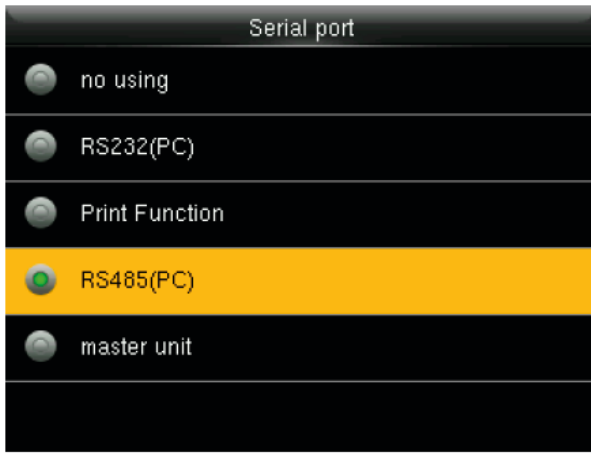 Serial port
no using
RS232(PC)
Print Function
RS485(PC)
master unit